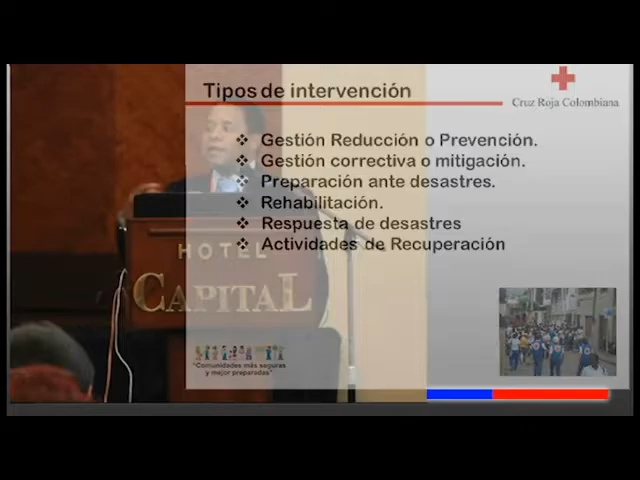 Tipos de intervención
Cruz Roja Colombiana
❖ Gestión Reducción o Prevención.
❖ Gestión correctiva o mitigación.
❖ Preparación ante desastres.
❖ Rehabilitación.
❖ Respuesta de desastres
❖ Actividades de Recuperación
HOTEL
CAPITAL
"Comunidades más seguras
y mejor preparadas"